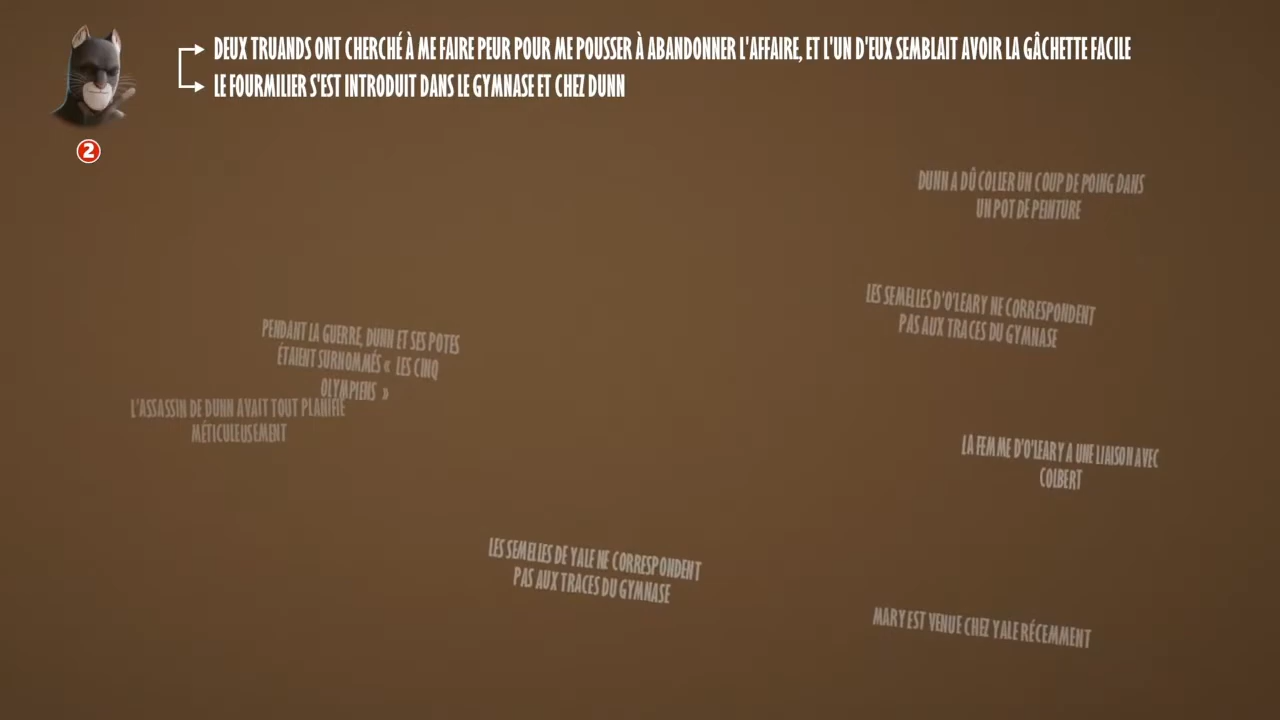 DEUX TRUANDS ONT CHERCHÉ À ME FAIRE PEUR POUR ME POUSSER À ABANDONNER L'AFFAIRE, ET L'UN D'EUX SEMBLAIT AVOIR LA GÂCHETTE FACILE
LE FOURMILIER S'EST INTRODUIT DANS LE GYMNASE ET CHEZ DUNN
2
DUNN A DÛ COLLER UN COUP DE POING DANS
UN POT DE PEINTURE
LES SEMELLES D'O'LEARY NE CORRESPONDENT
PAS AUX TRACES DU GYMNASE
PENDANT LA GUERRE, DUNN ET SES POTES
ÉTAIENT SURNOMMÉS « LES CINQ
OLYMPIENS »
L'ASSASSIN DE DUNN AVAIT TOUT PLANIFIÉ
MÉTICULEUSEMENT
LA FEMME D'O'LEARY A UNE LIAISON AVEC
COLBERT
LES SEMELLES DE YALE NE CORRESPONDENT
PAS AUX TRACES DU GYMNASE
MARY EST VENUE CHEZ YALE RÉCEMMENT